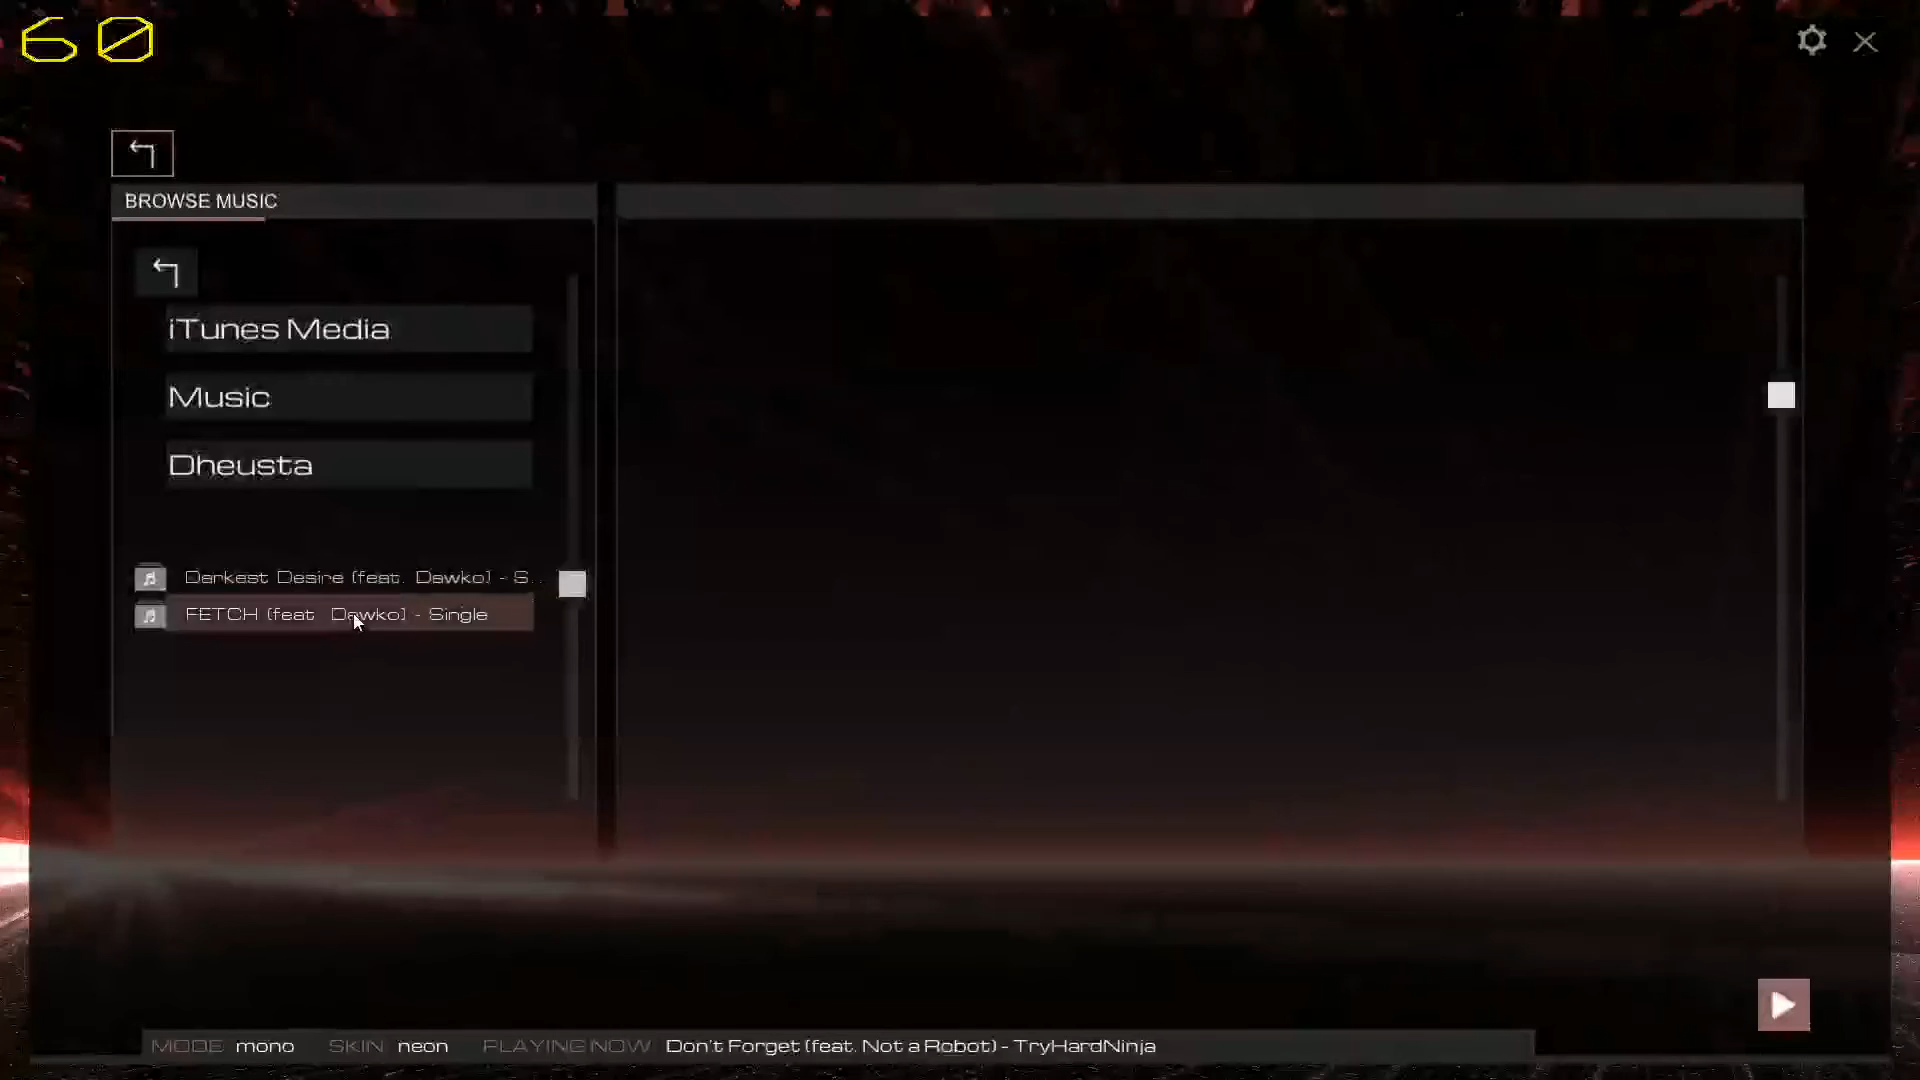 60
BROWSE MUSIC
iTunes Media
Music
Dheusta
Darkest Desire (feat. Dawko) - S...
FETCH (feat. Dawko) - Single
MODE mono SKIN neon PLAYING NOW Don't Forget (feat. Not a Robot) - TryHardNinja